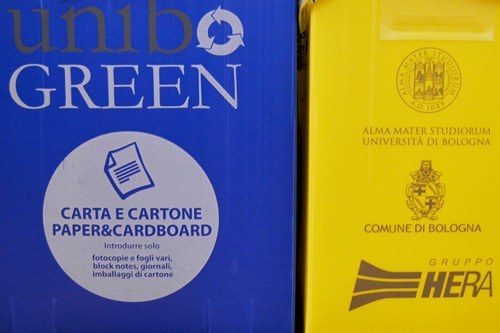 unibo
GREEN
CARTA E CARTONE
PAPER&CARDBOARD
Introdurre solo
fotocopie e fogli vari,
block notes, giornali,
imballaggi di cartone
ALMA MATER STUDIORUM
A.D. 1088
ALMA MATER STUDIORUM
UNIVERSITÀ DI BOLOGNA
COMUNE DI BOLOGNA
GRUPPO
HERA